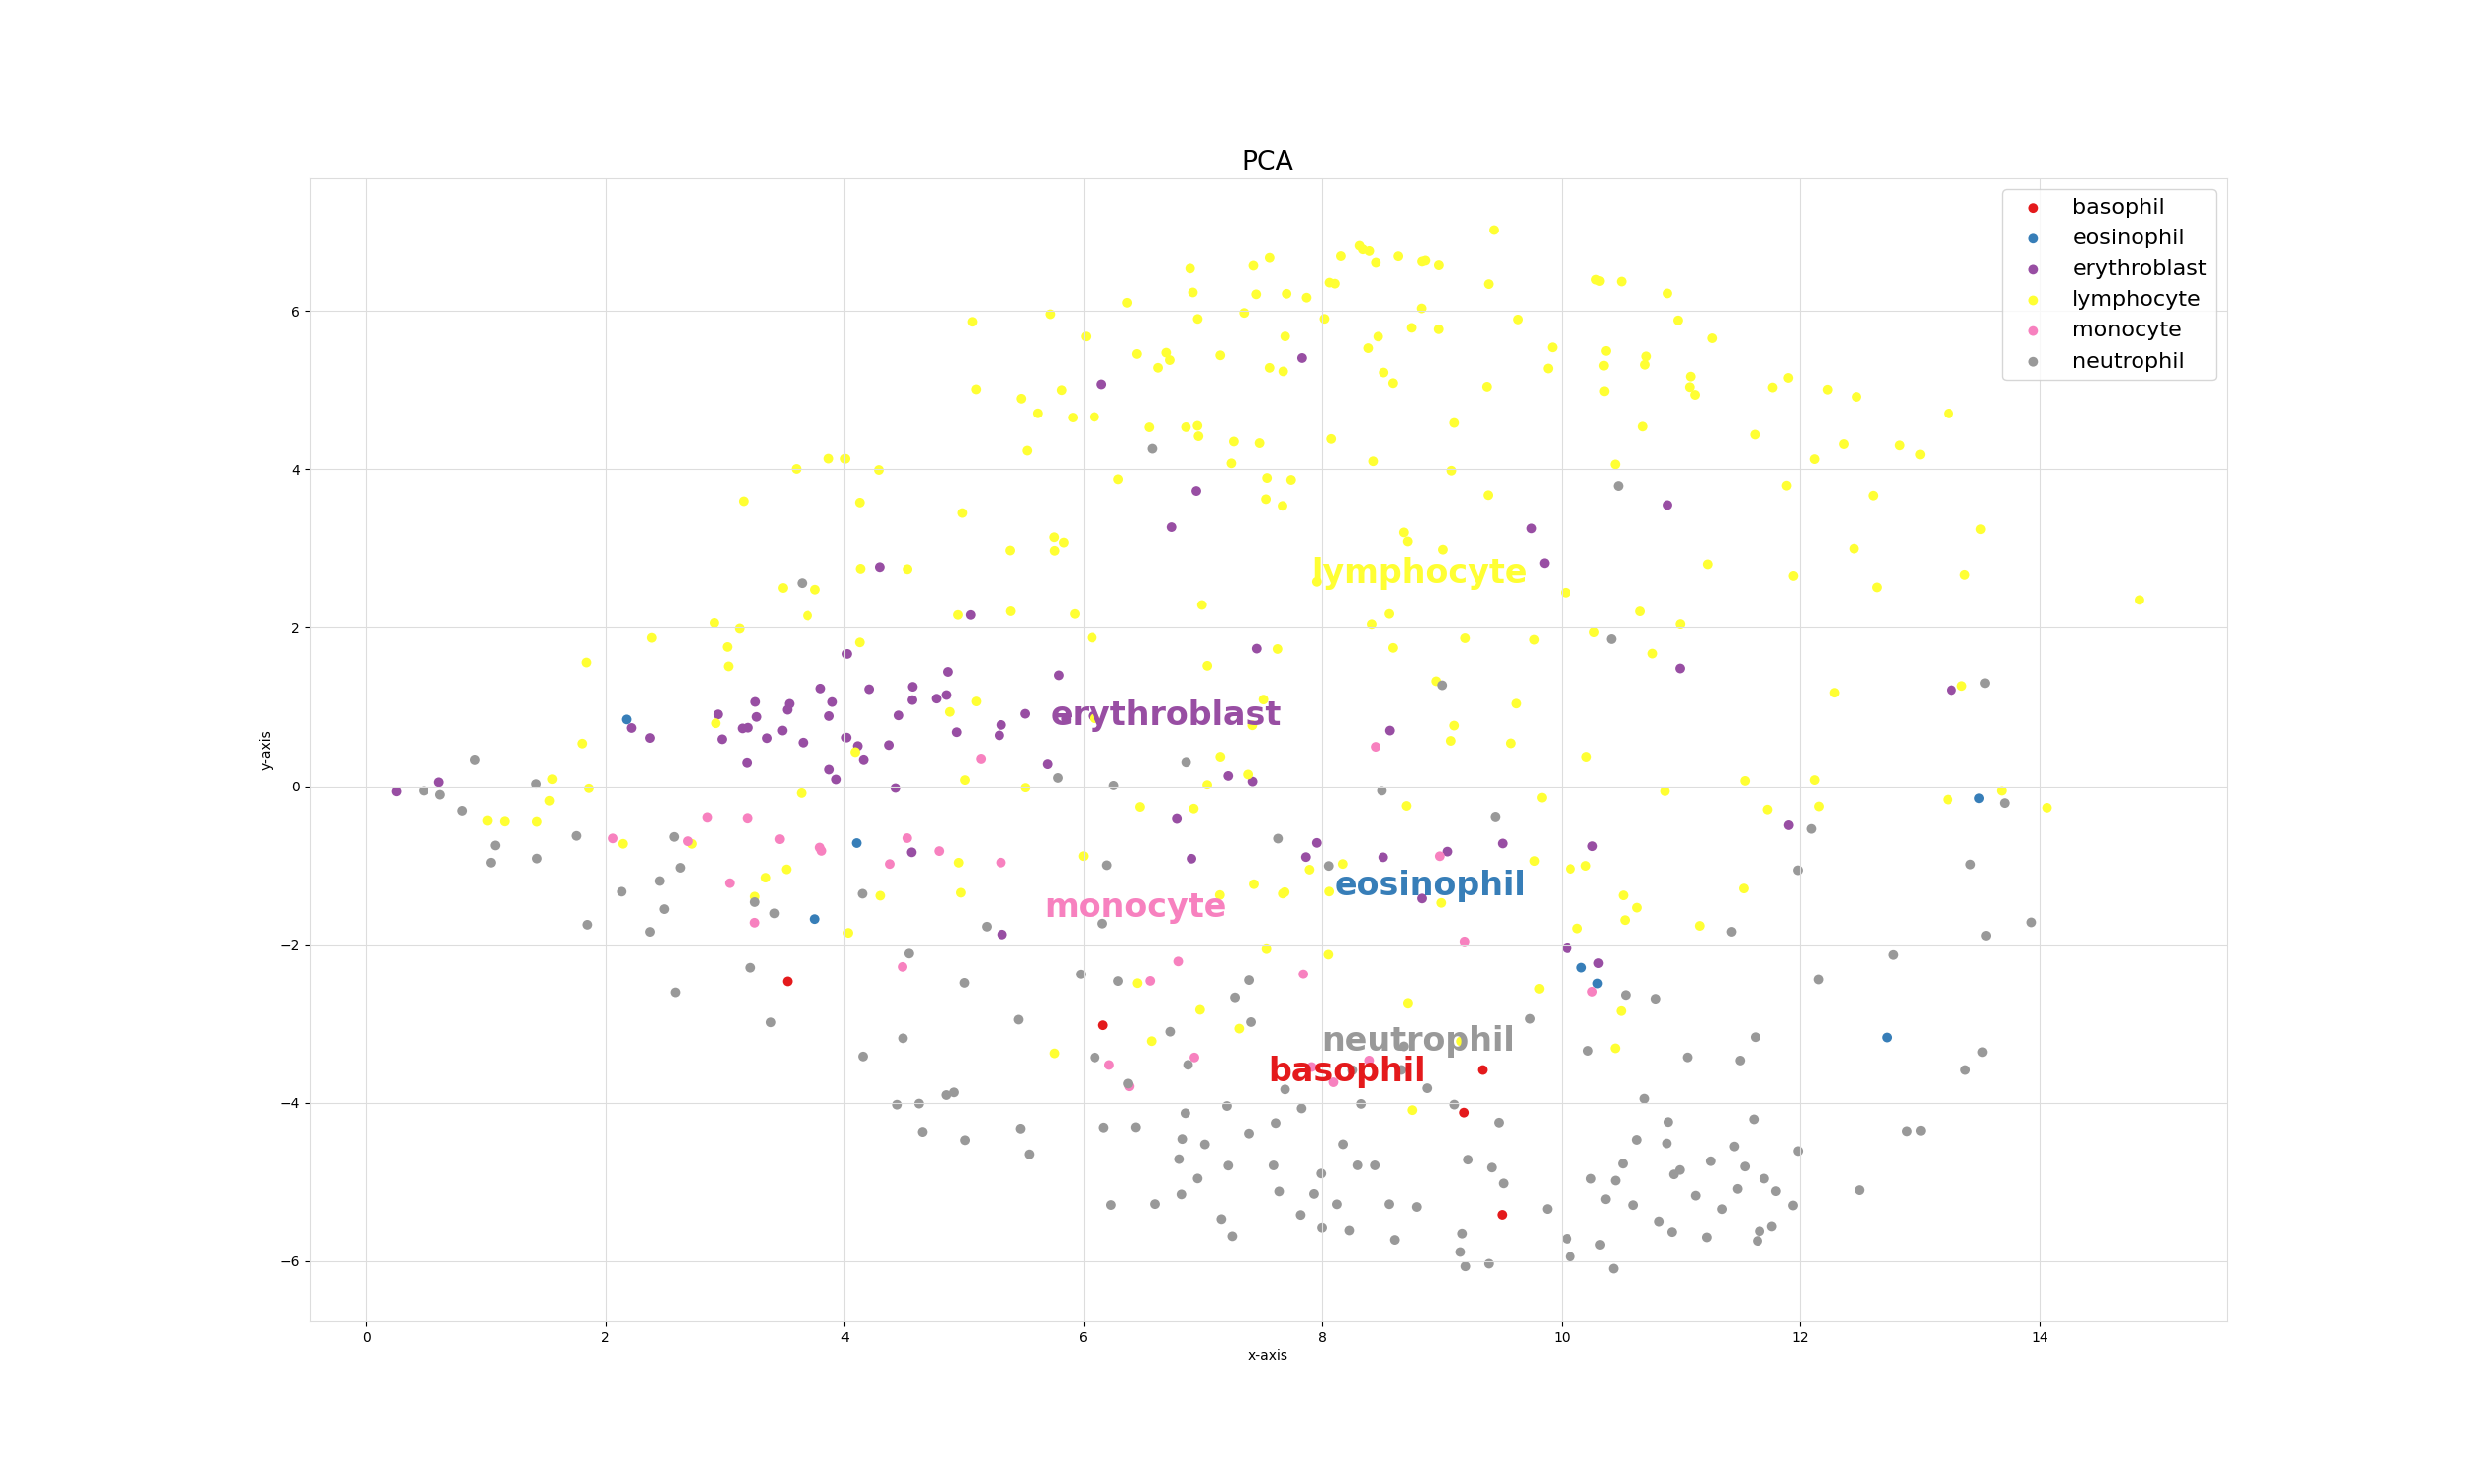 PCA
basophil
eosinophil
erythroblast
lymphocyte
monocyte
neutrophil
6
4
2
0
−2
−4
−6
y-axis
lymphocyte
erythroblast
eosinophil
monocyte
neutrophil
basophil
0 2 4 6 8 10 12 14
x-axis